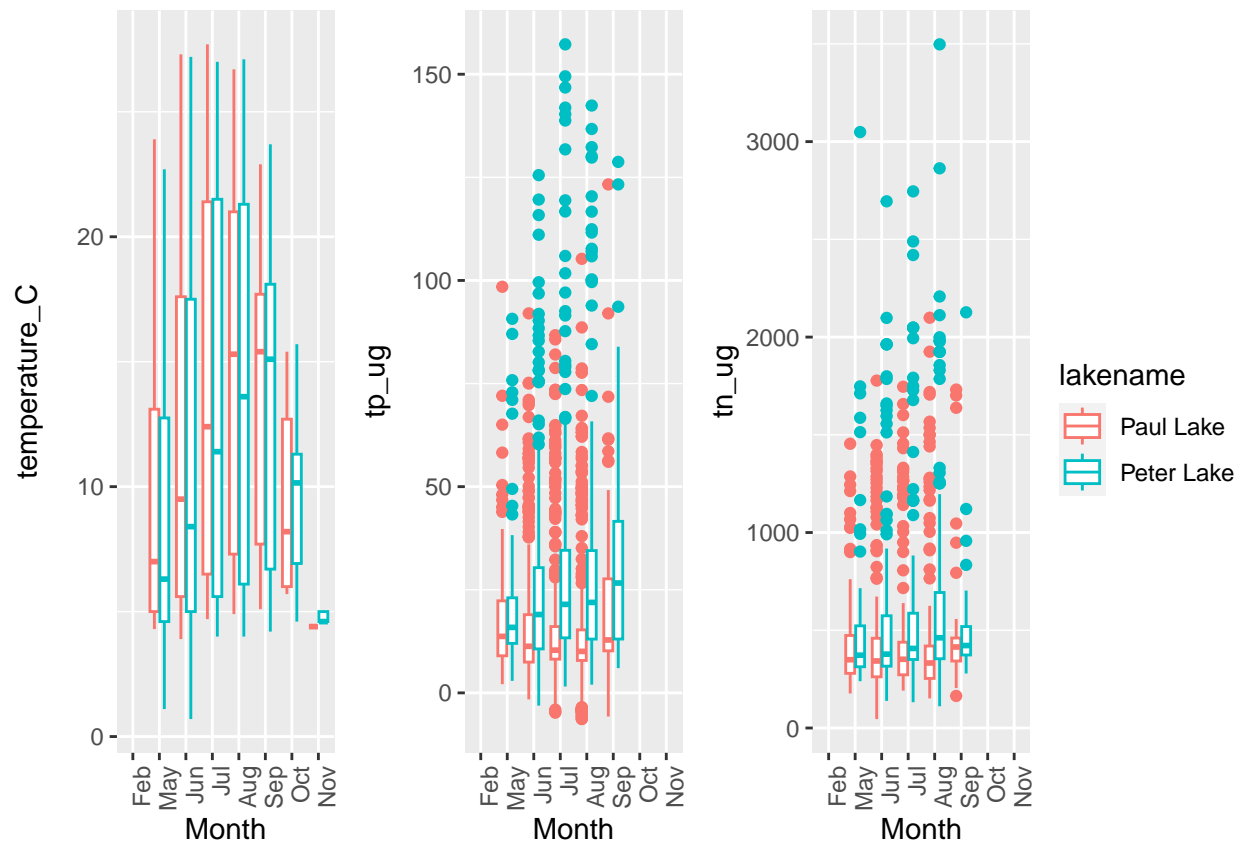 temperature_C
20
10
0
Feb
May
Jun
Jul
Aug
Sep
Oct
Nov
Month
tp_ug
150
100
50
0
Feb
May
Jun
Jul
Aug
Sep
Oct
Nov
Month
tn_ug
3000
2000
1000
0
Feb
May
Jun
Jul
Aug
Sep
Oct
Nov
Month
lakename
Paul Lake
Peter Lake